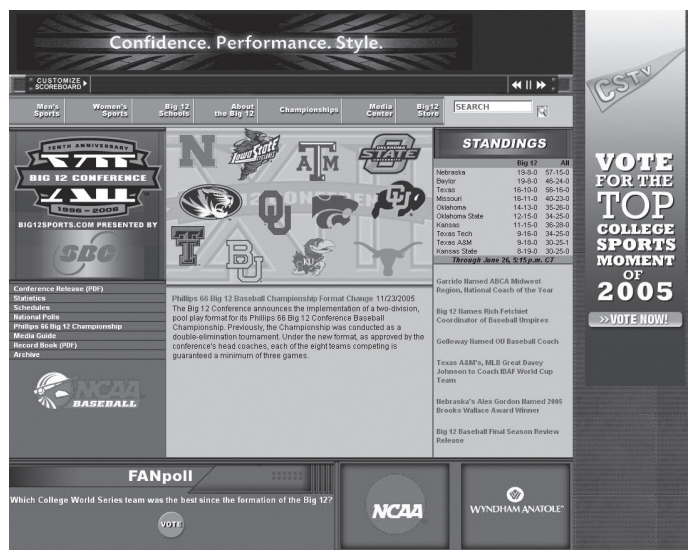 Confidence. Performance. Style.
CUSTOMIZE
SCOREBOARD
Men's
Sports
Women's
Sports
Big 12
Schools
About
the Big 12
Championships
Media
Center
Big12
Store
SEARCH
CSTV
TENTH ANNIVERSARY
XII
BIG 12 CONFERENCE
1996 - 2006
BIG12SPORTS.COM PRESENTED BY
SBC
Conference Release (PDF)
Statistics
Schedules
National Polls
Phillips 66 Big 12 Championship
Media Guide
Record Book (PDF)
Archive
NCAA
BASEBALL
N
IOWA STATE
CYCLONES
ATM
OKLAHOMA
STATE
UNIVERSITY
OU
CU
TT
BU
KU
Phillips 66 Big 12 Baseball Championship Format Change 11/23/2005
The Big 12 Conference announces the implementation of a two-division,
pool play format for its Phillips 66 Big 12 Conference Baseball
Championship. Previously, the Championship was conducted as a
double-elimination tournament. Under the new format, as approved by the
conference's head coaches, each of the eight teams competing is
guaranteed a minimum of three games.
STANDINGS
Big 12 All
Nebraska 19-8-0 57-15-0
Baylor 19-8-0 46-24-0
Texas 16-10-0 56-16-0
Missouri 16-11-0 40-23-0
Oklahoma 14-13-0 35-26-0
Oklahoma State 12-15-0 34-25-0
Kansas 11-15-0 36-28-0
Texas Tech 9-16-0 34-25-0
Texas A&M 9-18-0 30-25-1
Kansas State 8-19-0 30-25-0
Through June 26, 5:15 p.m. CT
Garrido Named ABCA Midwest
Region, National Coach of the Year
Big 12 Names Rich Fetchiet
Coordinator of Baseball Umpires
Golloway Named OU Baseball Coach
Texas A&M's, MLB Great Davey
Johnson to Coach IBAF World Cup
Team
Nebraska's Alex Gordon Named 2005
Brooks Wallace Award Winner
Big 12 Baseball Final Season Review
Release
VOTE
FOR THE
TOP
COLLEGE
SPORTS
MOMENT
OF
2005
>>VOTE NOW!
FANpoll
Which College World Series team was the best since the formation of the Big 12?
VOTE
NCAA
WYNDHAM ANATOLE